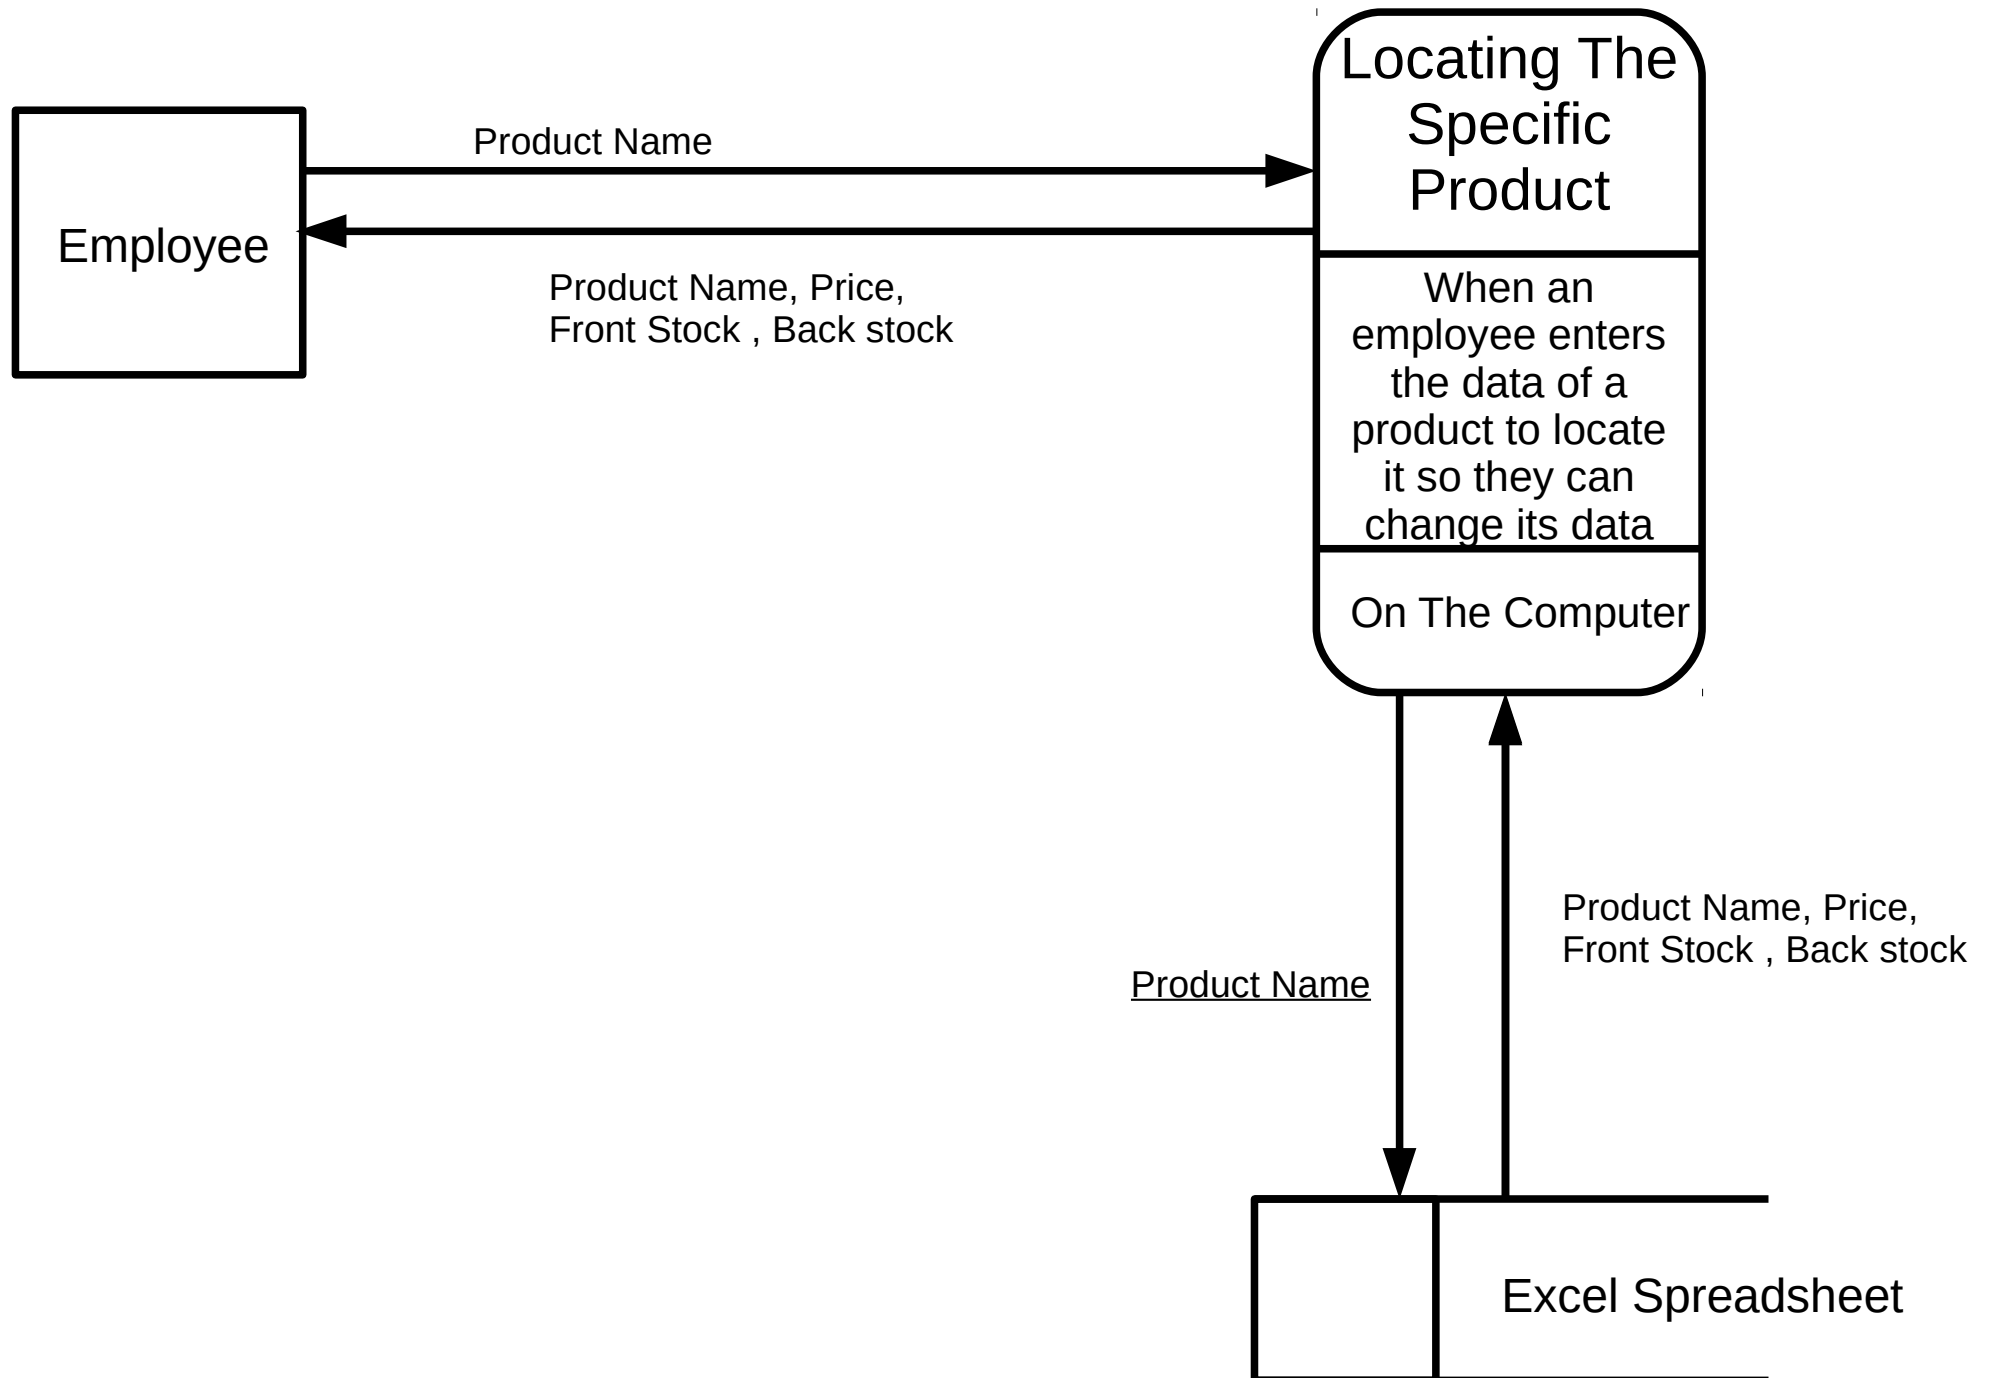 Locating The
Specific
Product
Product Name
Employee
Product Name, Price,
Front Stock , Back stock
When an
employee enters
the data of a
product to locate
it so they can
change its data
On The Computer
Product Name, Price,
Front Stock , Back stock
Product Name
Excel Spreadsheet